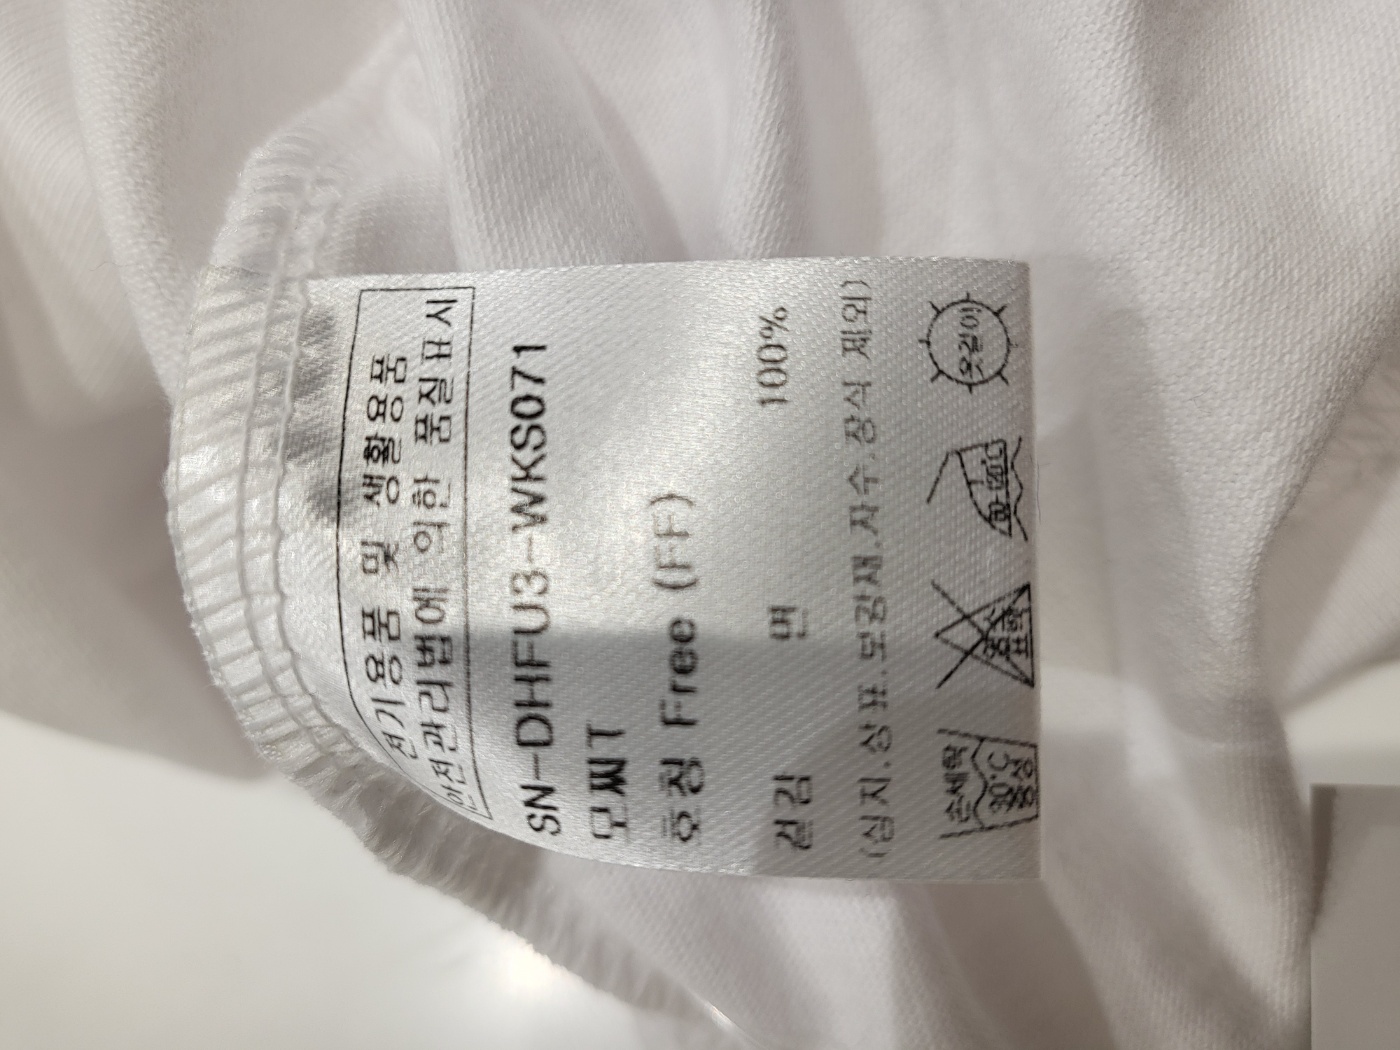 전기용품 및 생활용품
안전관리법에 의한 품질표시
SN-DHFU3-WKS071
모찌T
호칭 Free (FF)
겉감 면 100%
(심지.상표.보강재.자수.장식 제외)
손세탁 30℃ 중성
염소 표백
약 120℃
옷걸이